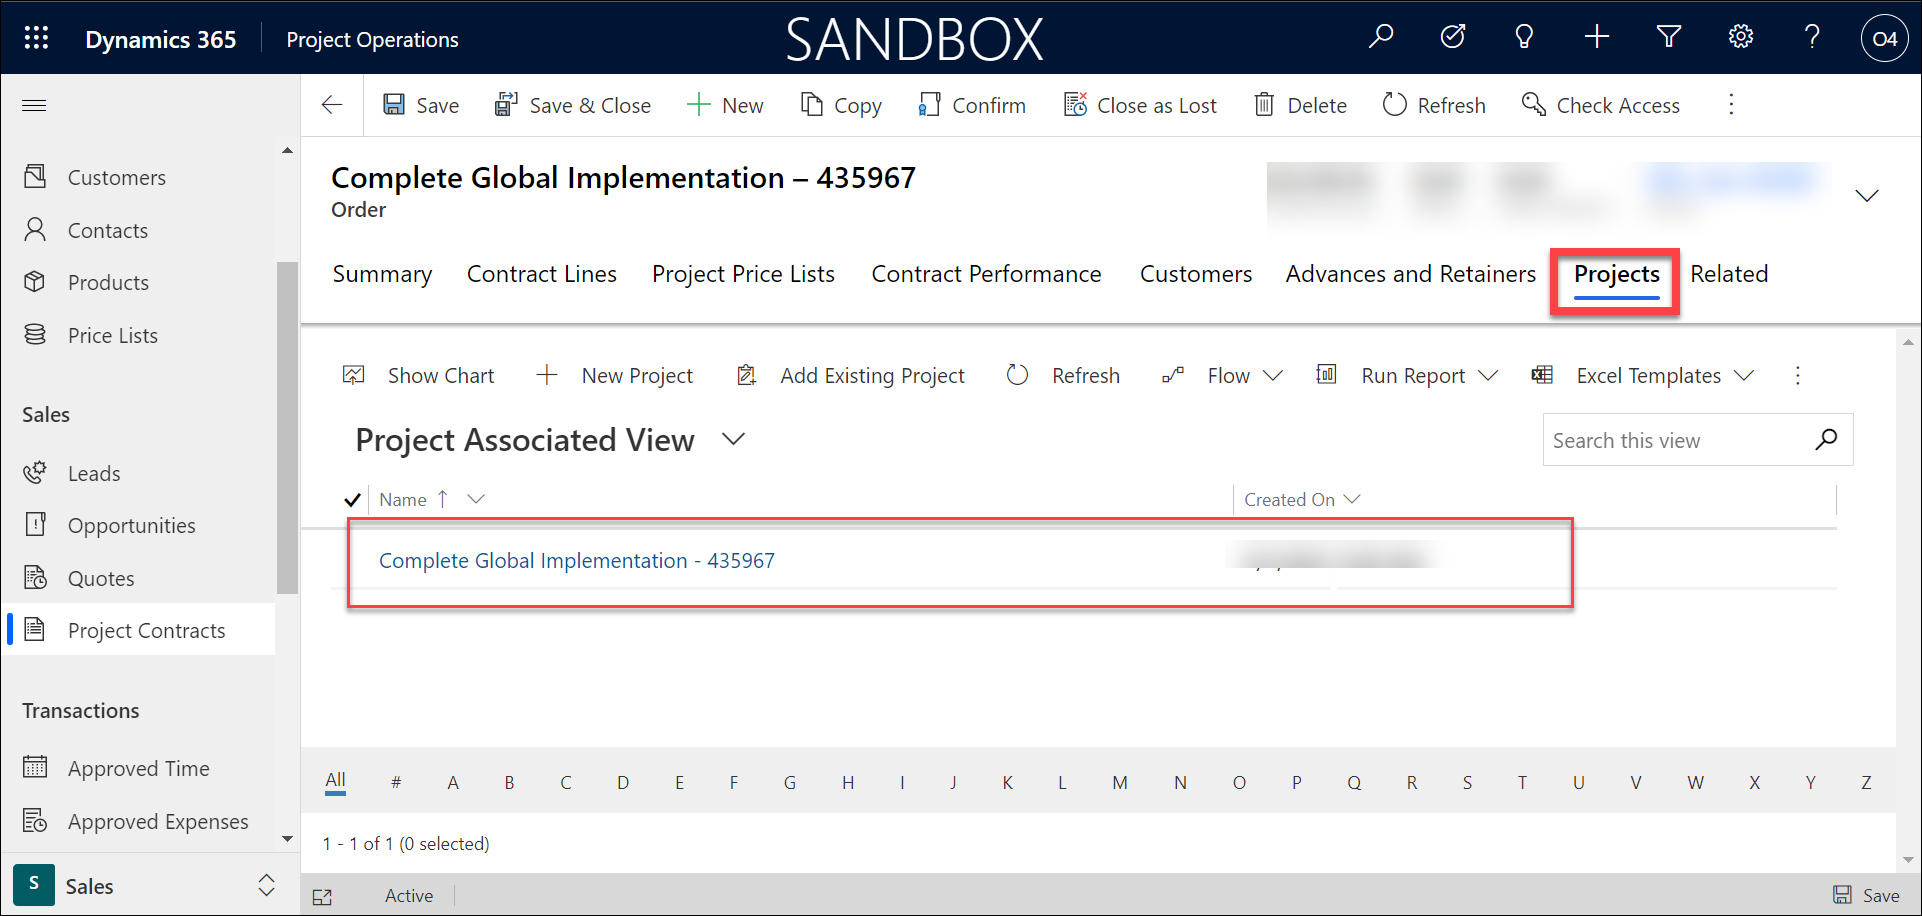 Dynamics 365 Project Operations SANDBOX O4
Save Save & Close New Copy Confirm Close as Lost Delete Refresh Check Access
Customers
Contacts
Products
Price Lists
Sales
Leads
Opportunities
Quotes
Project Contracts
Transactions
Approved Time
Approved Expenses
S Sales
Complete Global Implementation – 435967
Order
Summary Contract Lines Project Price Lists Contract Performance Customers Advances and Retainers Projects Related
Show Chart New Project Add Existing Project Refresh Flow Run Report Excel Templates
Project Associated View
Search this view
Name ↑ Created On
Complete Global Implementation - 435967
All # A B C D E F G H I J K L M N O P Q R S T U V W X Y Z
1 - 1 of 1 (0 selected)
Active Save